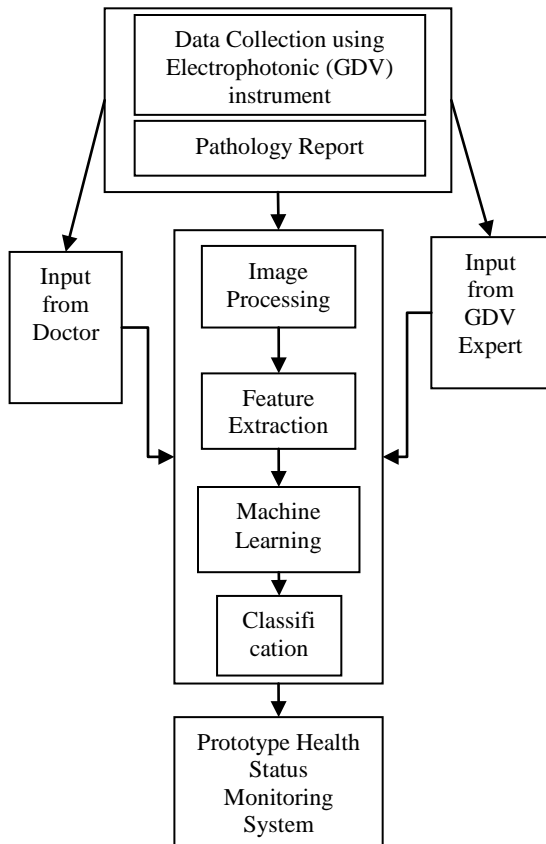 Data Collection using
Electrophotonic (GDV)
instrument
Pathology Report
Input
from
Doctor
Image
Processing
Input
from
GDV
Expert
Feature
Extraction
Machine
Learning
Classifi
cation
Prototype Health
Status
Monitoring
System